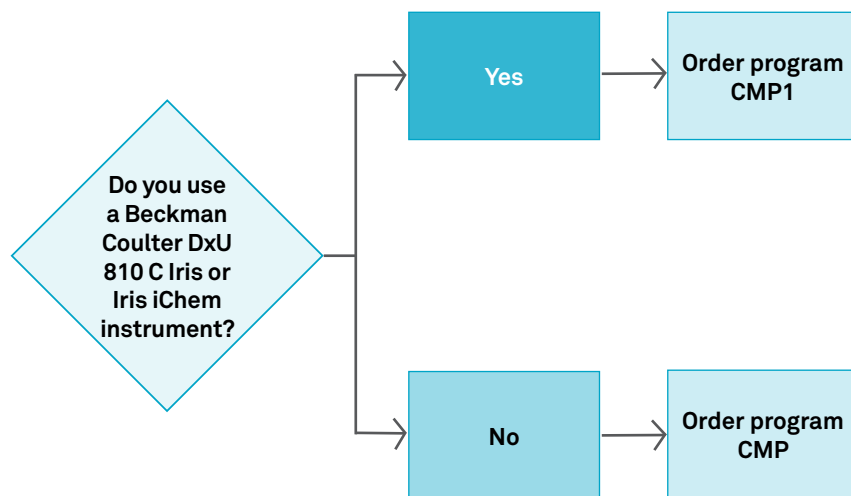 Do you use
a Beckman
Coulter DxU
810 C Iris or
Iris iChem
instrument?
Yes
Order program
CMP1
No
Order program
CMP